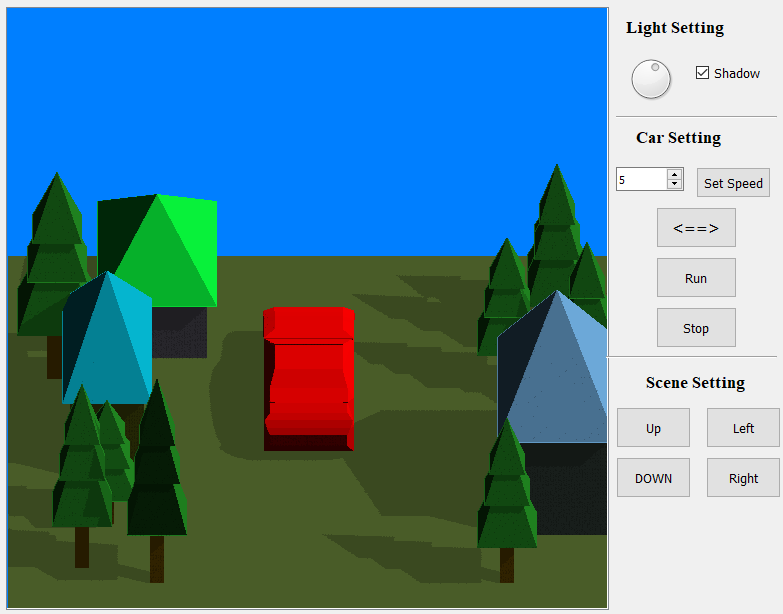 Light Setting
Shadow
Car Setting
5
Set Speed
<==>
Run
Stop
Scene Setting
Up
Left
DOWN
Right